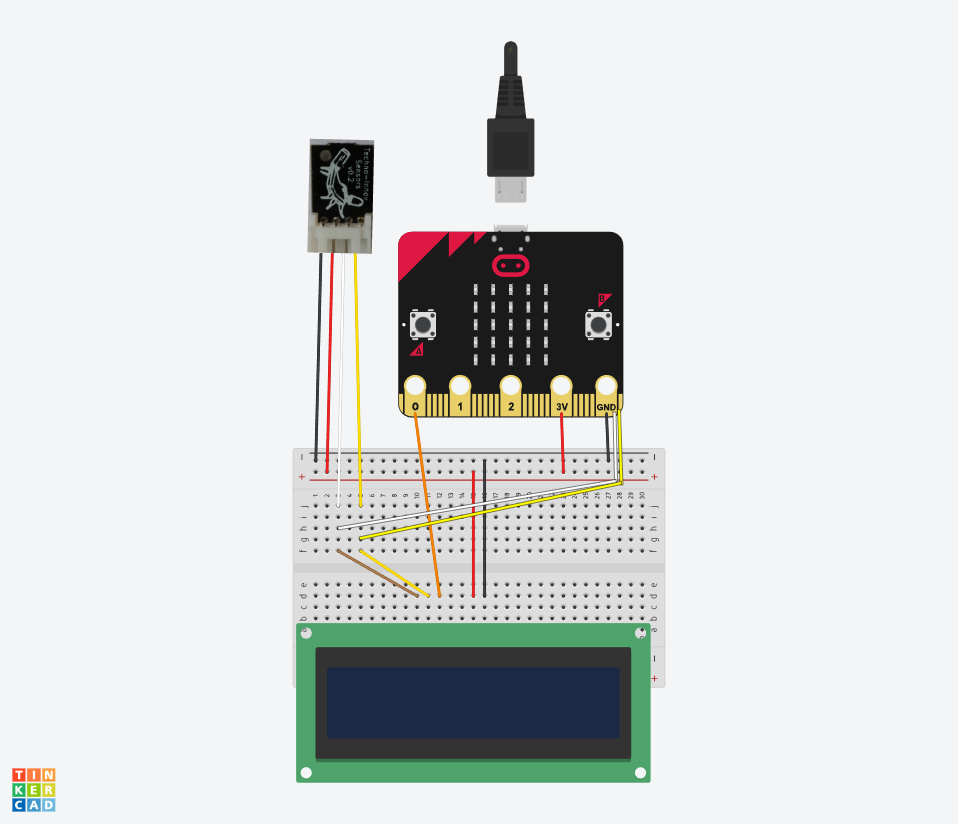 Techno-Isngr
Sensors
v0.2
B
A
0 1 2 3V GND
− −
+ +
1 2 3 4 5 6 7 8 9 10 11 12 13 14 15 16 17 18 19 20 21 22 23 24 25 26 27 28 29 30
j j
i i
h h
g g
f f
e e
d d
c c
b b
a a
−
+
TIN
KER
CAD